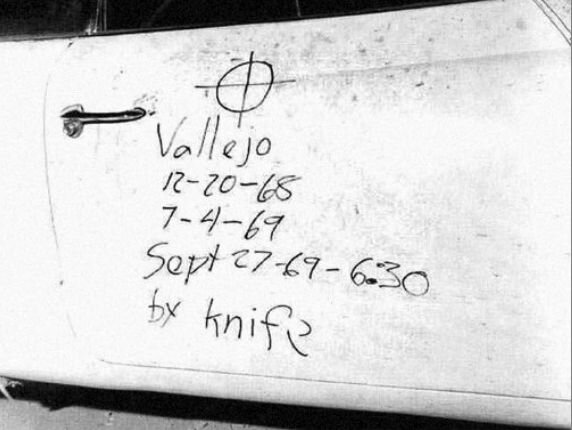 Vallejo
12-20-68
7-4-69
Sept 27-69-6:30
by knife